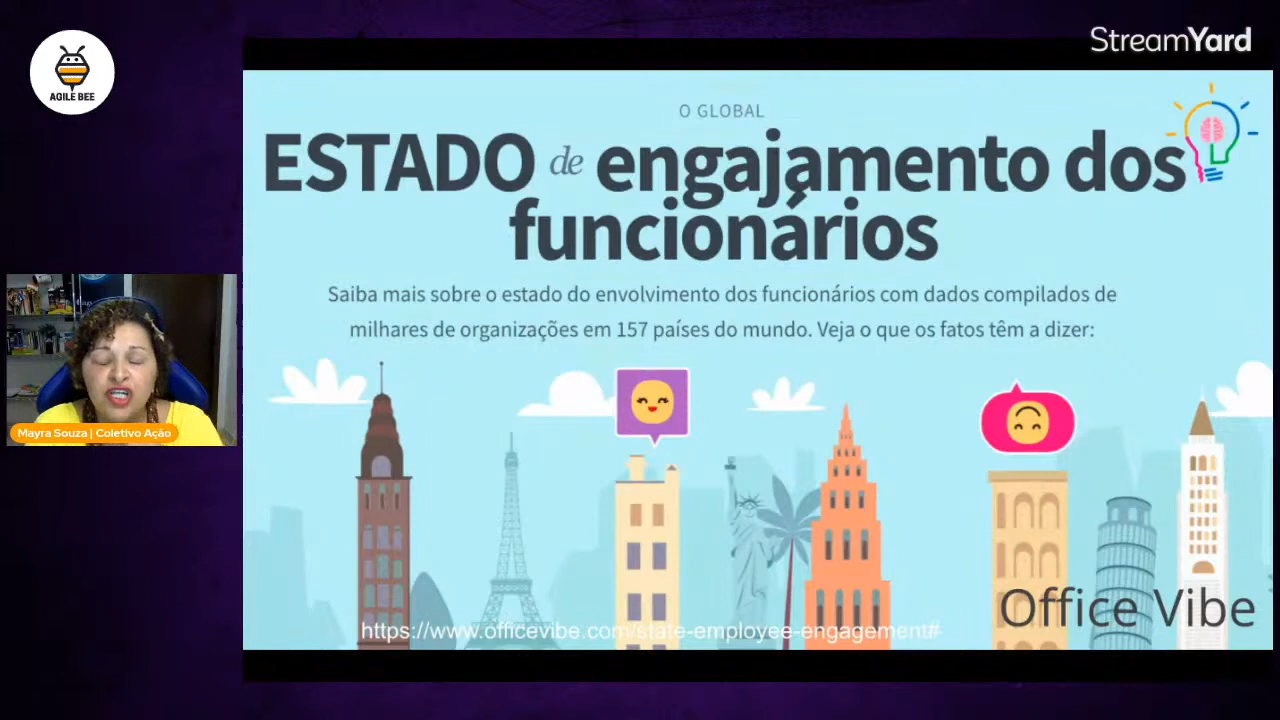 AGILE BEE
StreamYard
O GLOBAL
ESTADO de engajamento dos
funcionários
Saiba mais sobre o estado do envolvimento dos funcionários com dados compilados de
milhares de organizações em 157 países do mundo. Veja o que os fatos têm a dizer:
Mayra Souza | Coletivo Ação
Office Vibe
https://www.officevibe.com/state-employee-engagement#